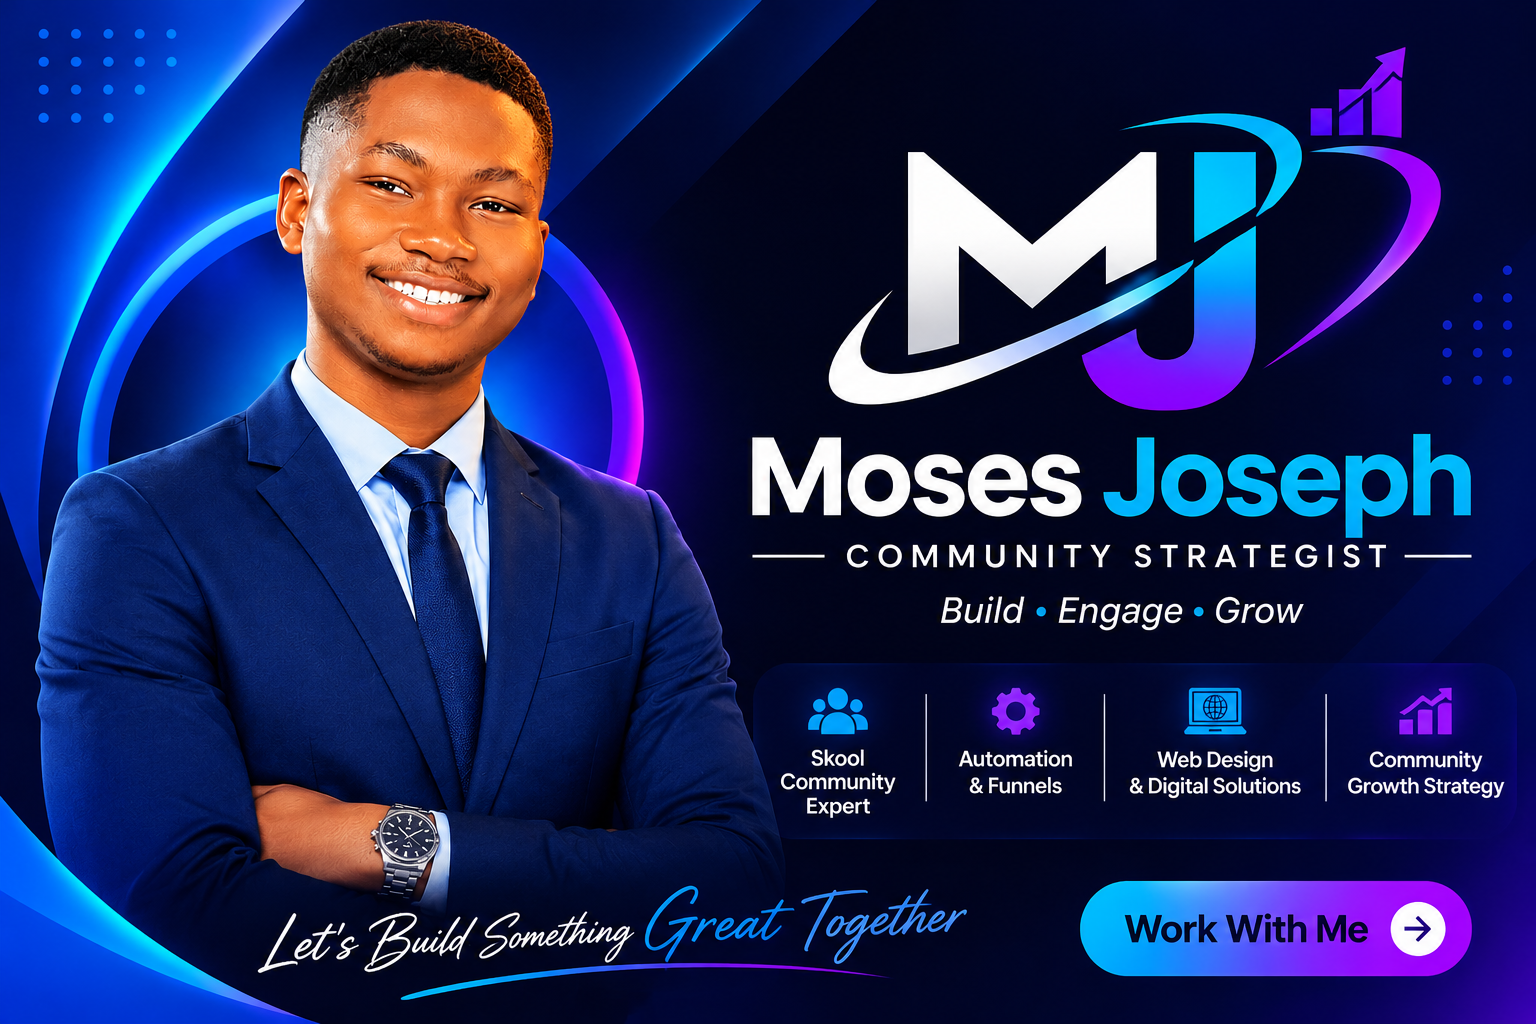 MJ
Moses Joseph
COMMUNITY STRATEGIST
Build • Engage • Grow
Skool
Community
Expert
Automation
& Funnels
Web Design
& Digital Solutions
Community
Growth Strategy
Let's Build Something Great Together
Work With Me